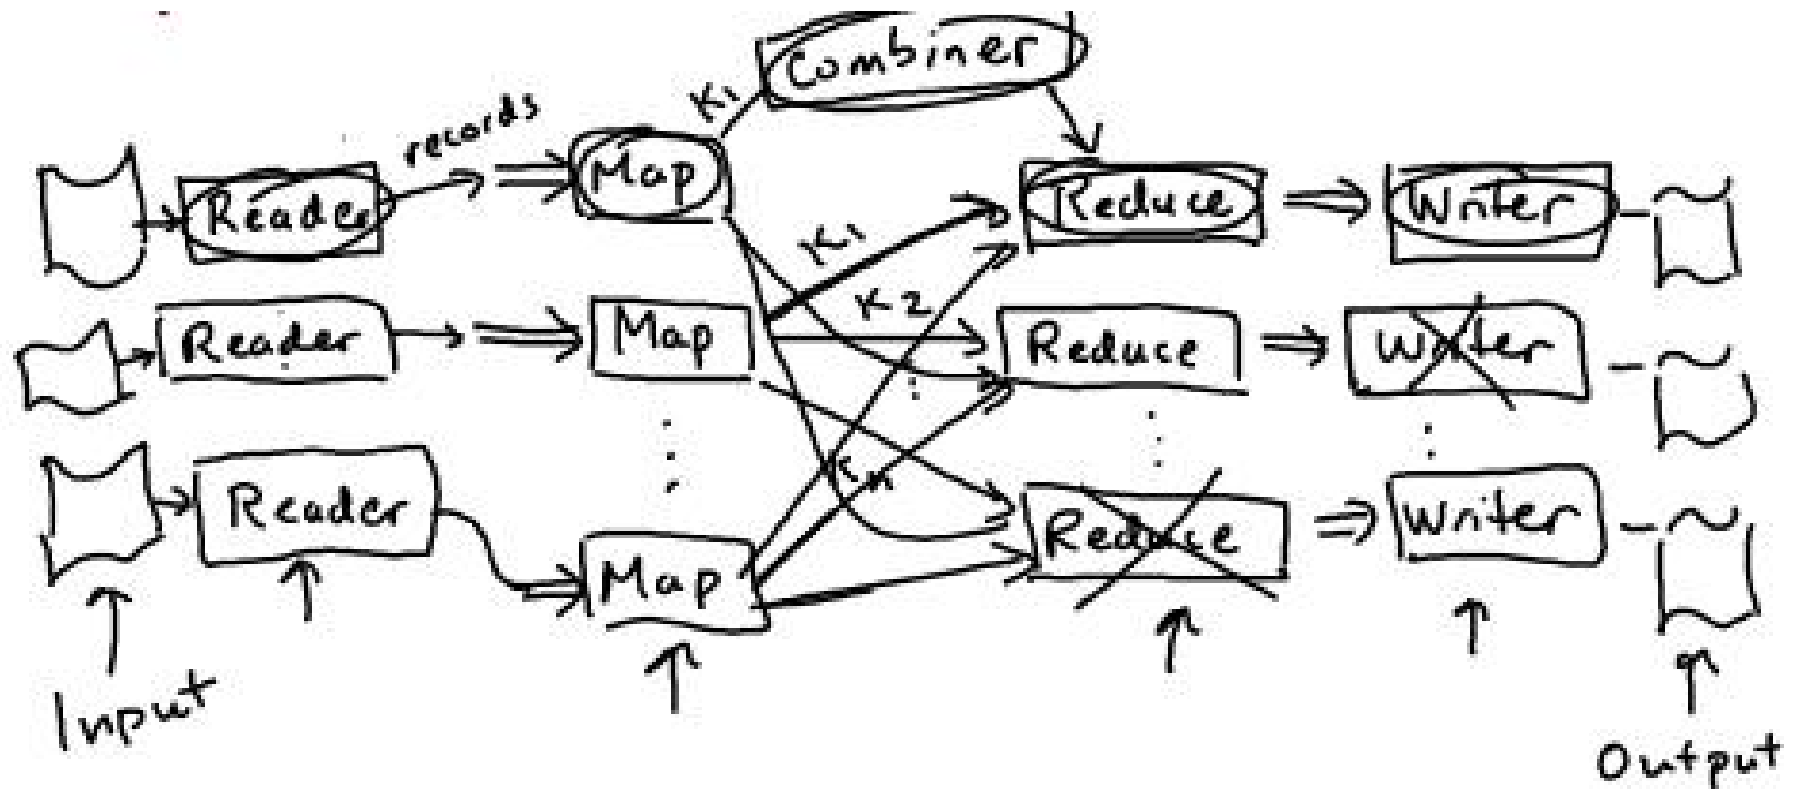 Combiner
K1
records
Reader Map Reduce Writer
K1
K2
Reader Map Reduce Writer
Kn
Reader Map Reduce Writer
Input
Output